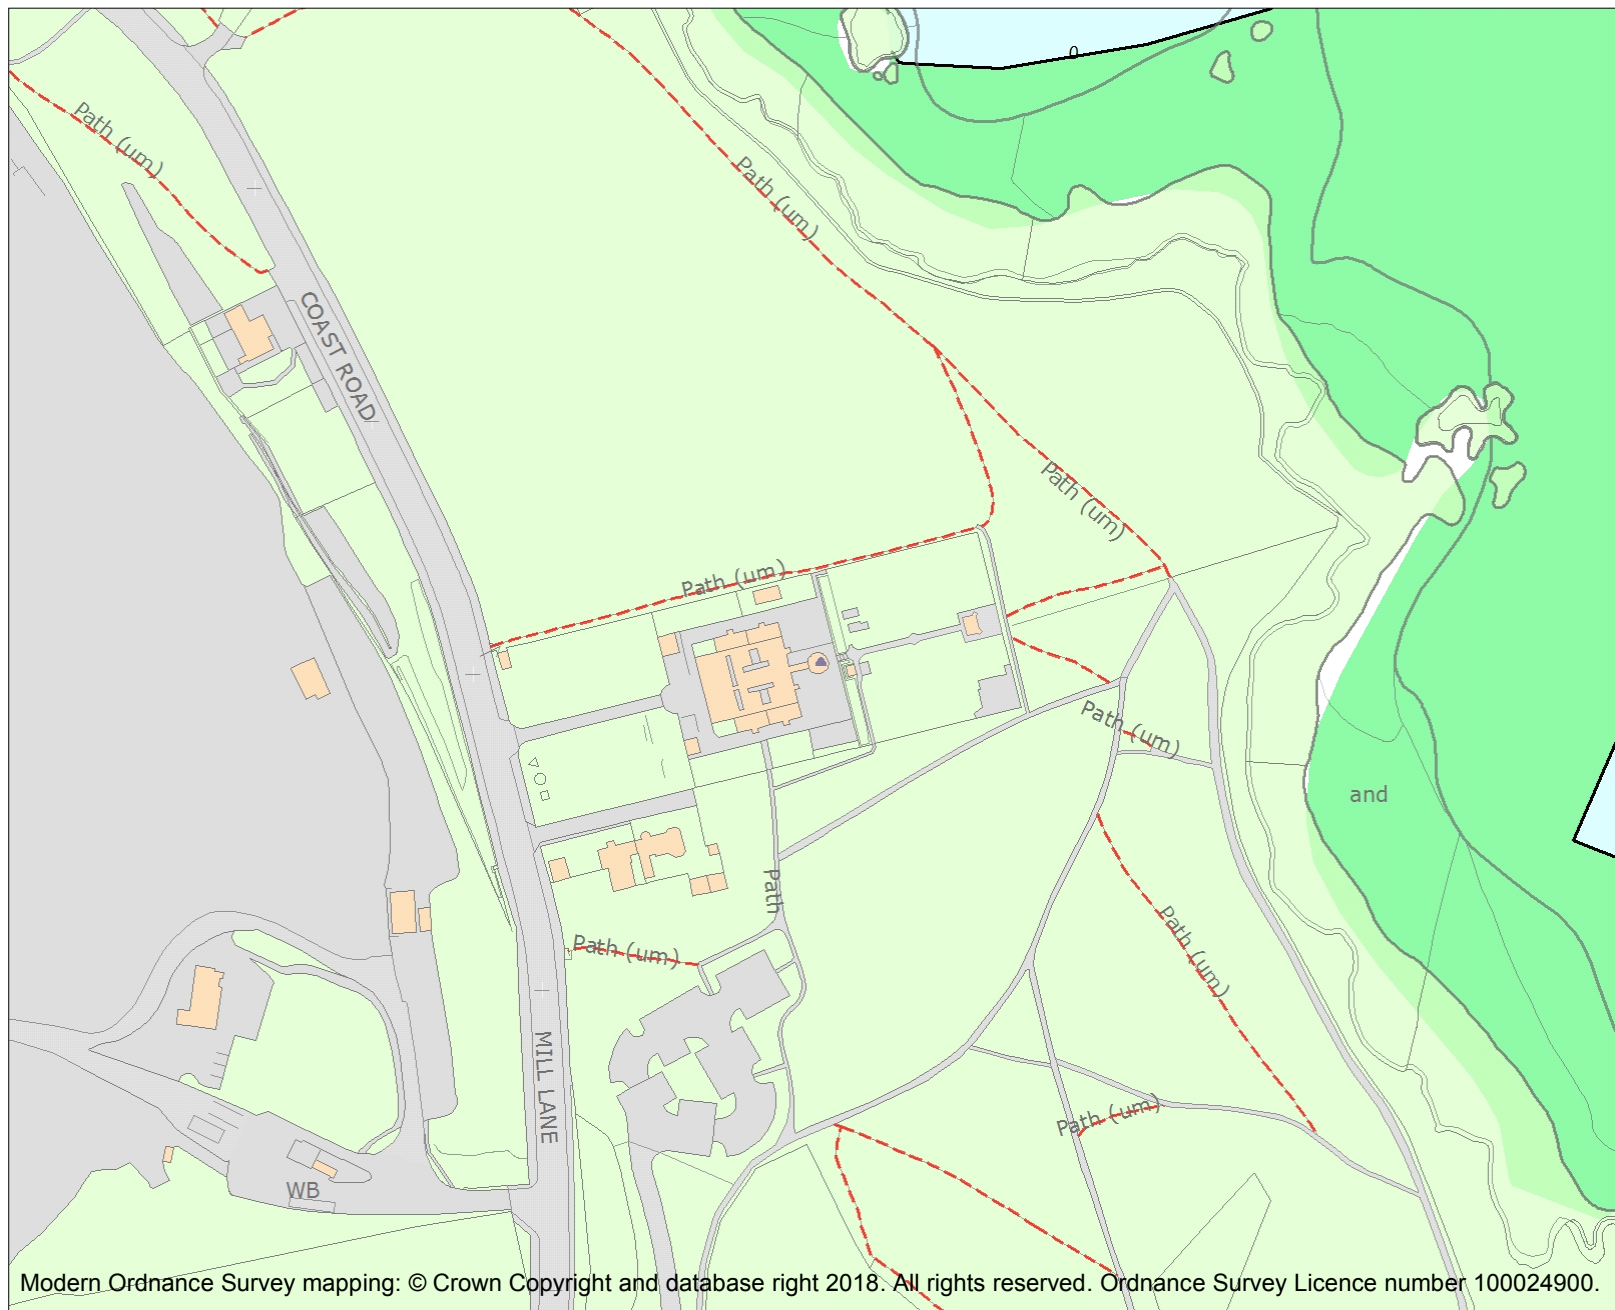 0
Path (um)
Path (um)
COAST ROAD
Path (um)
Path (um)
Path (um)
and
Path
Path (um)
Path (um)
MILL LANE
Path (um)
WB
Modern Ordnance Survey mapping: © Crown Copyright and database right 2018. All rights reserved. Ordnance Survey Licence number 100024900.